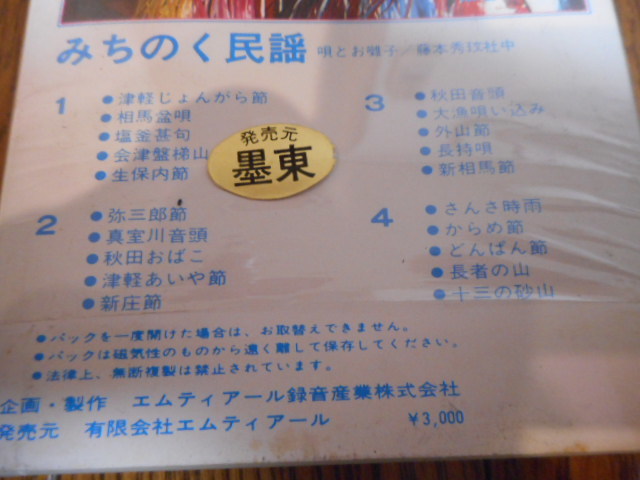 みちのく民謡 唄とお囃子/藤本秀玟社中
1
●津軽じょんがら節
●相馬盆唄
●塩釜甚句
●会津磐梯山
●生保内節
発売元
墨東
2
●弥三郎節
●真室川音頭
●秋田おばこ
●津軽あいや節
●新庄節
3
●秋田音頭
●大漁唄い込み
●外山節
●長持唄
●新相馬節
4
●さんさ時雨
●からめ節
●どんぱん節
●長者の山
●十三の砂山
●パックを一度開けた場合は、お取替えできません。
●パックは磁気性のものから遠く離して保存してください。
●法律上、無断複製は禁止されています。
企画・製作 エムティアール録音産業株式会社
発売元 有限会社エムティアール ¥3,000